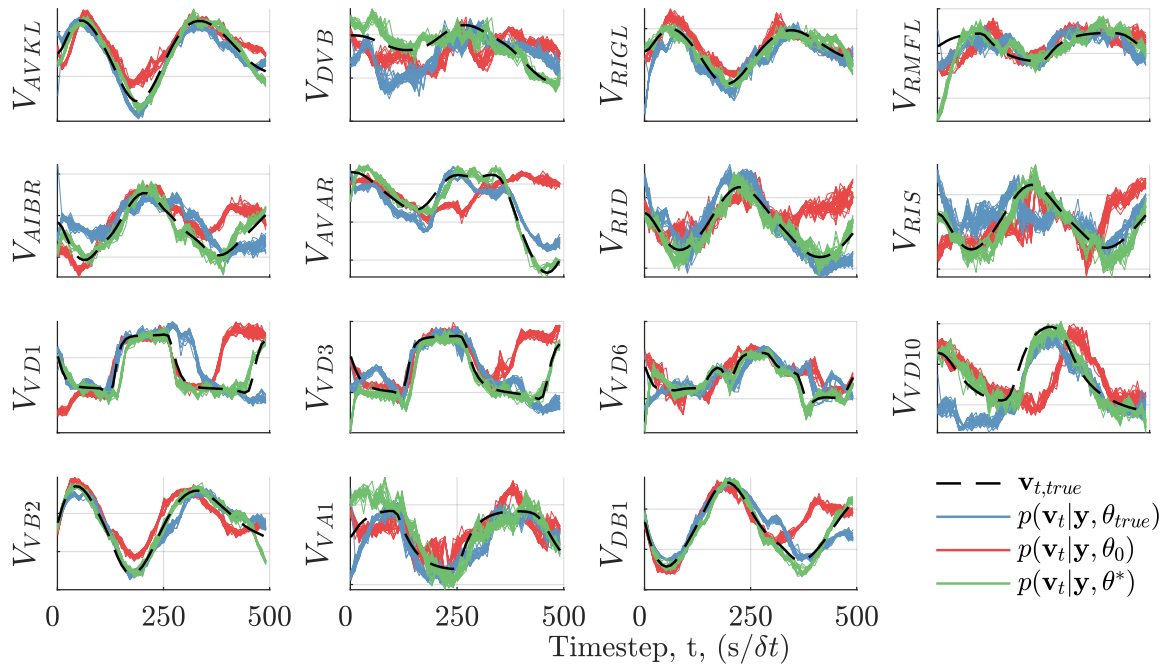 V_{AVKL}
V_{DVB}
V_{RIGL}
V_{RMFL}
V_{AIBR}
V_{AVAR}
V_{RID}
V_{RIS}
V_{VD1}
V_{VD3}
V_{VD6}
V_{VD10}
V_{VB2}
V_{VA1}
V_{DB1}
v_{t,true}
p(v_t|y, θ_{true})
p(v_t|y, θ_0)
p(v_t|y, θ*)
0 250 500 0 250 500 0 250 500
Timestep, t, (s/δt)